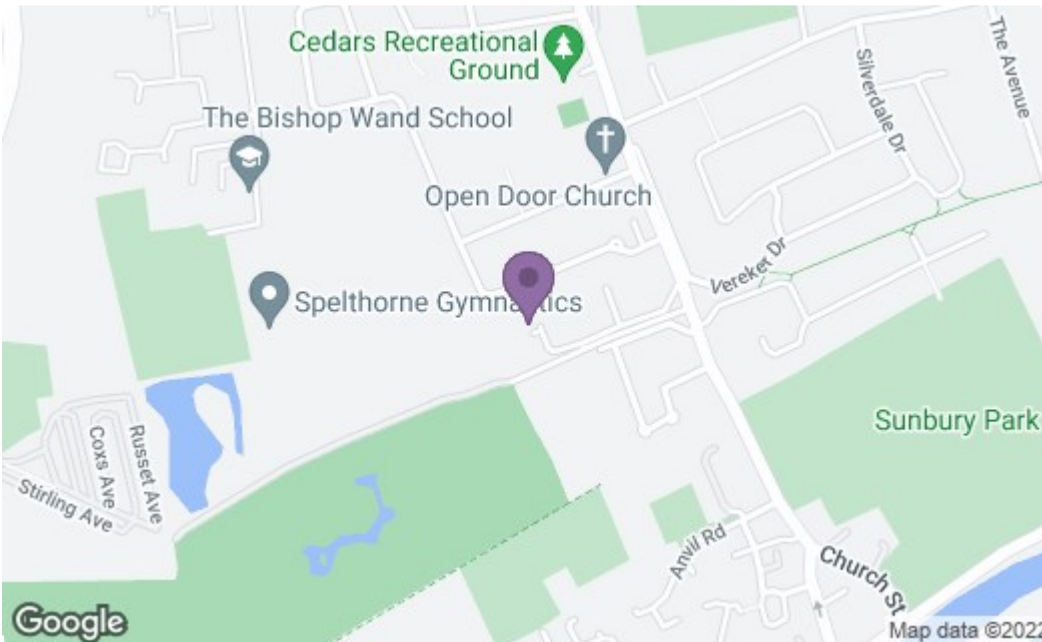 Cedars Recreational
Ground
The Avenue
Silverdale Dr
The Bishop Wand School
Open Door Church
Vereker Dr
Spelthorne Gymnastics
Sunbury Park
Coxs Ave
Russet Ave
Stirling Ave
Anvil Rd
Church St
Google
Map data ©2022